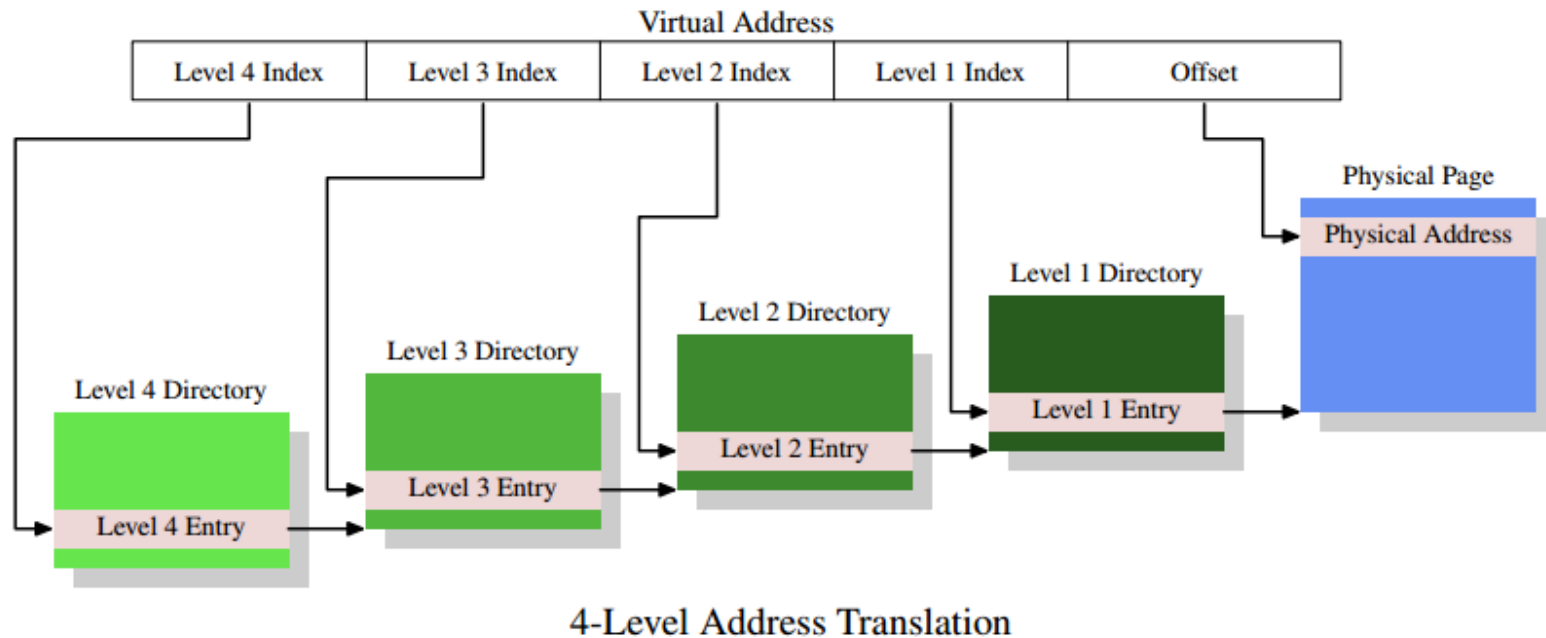 Virtual Address
Level 4 Index
Level 3 Index
Level 2 Index
Level 1 Index
Offset
Physical Page
Physical Address
Level 1 Directory
Level 1 Entry
Level 2 Directory
Level 2 Entry
Level 3 Directory
Level 3 Entry
Level 4 Directory
Level 4 Entry
4-Level Address Translation